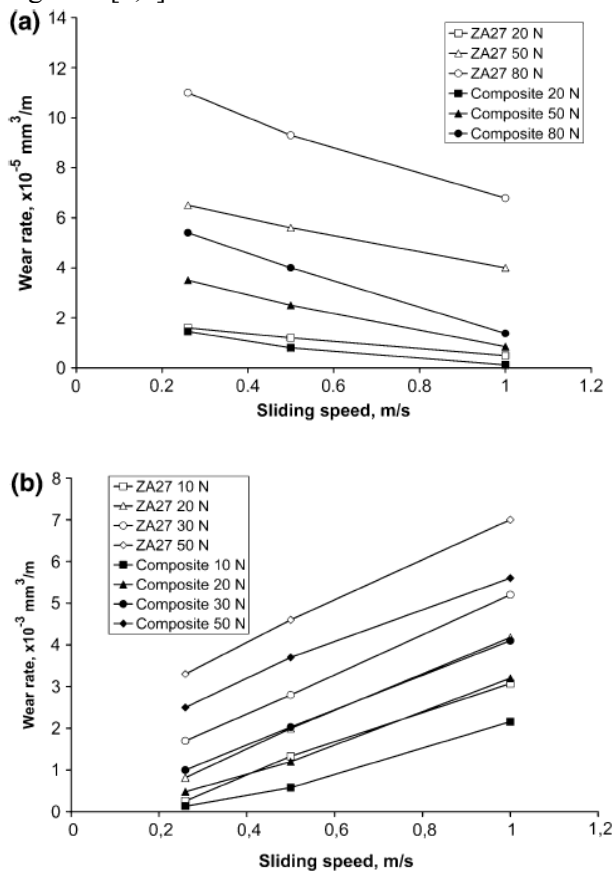 (a)
14
12
10
8
6
4
2
0
Wear rate, x10-5 mm3/m
ZA27 20 N
ZA27 50 N
ZA27 80 N
Composite 20 N
Composite 50 N
Composite 80 N
0 0.2 0.4 0.6 0.8 1 1.2
Sliding speed, m/s
(b)
8
7
6
5
4
3
2
1
0
Wear rate, x10-3 mm3/m
ZA27 10 N
ZA27 20 N
ZA27 30 N
ZA27 50 N
Composite 10 N
Composite 20 N
Composite 30 N
Composite 50 N
0 0,2 0,4 0,6 0,8 1 1,2
Sliding speed, m/s